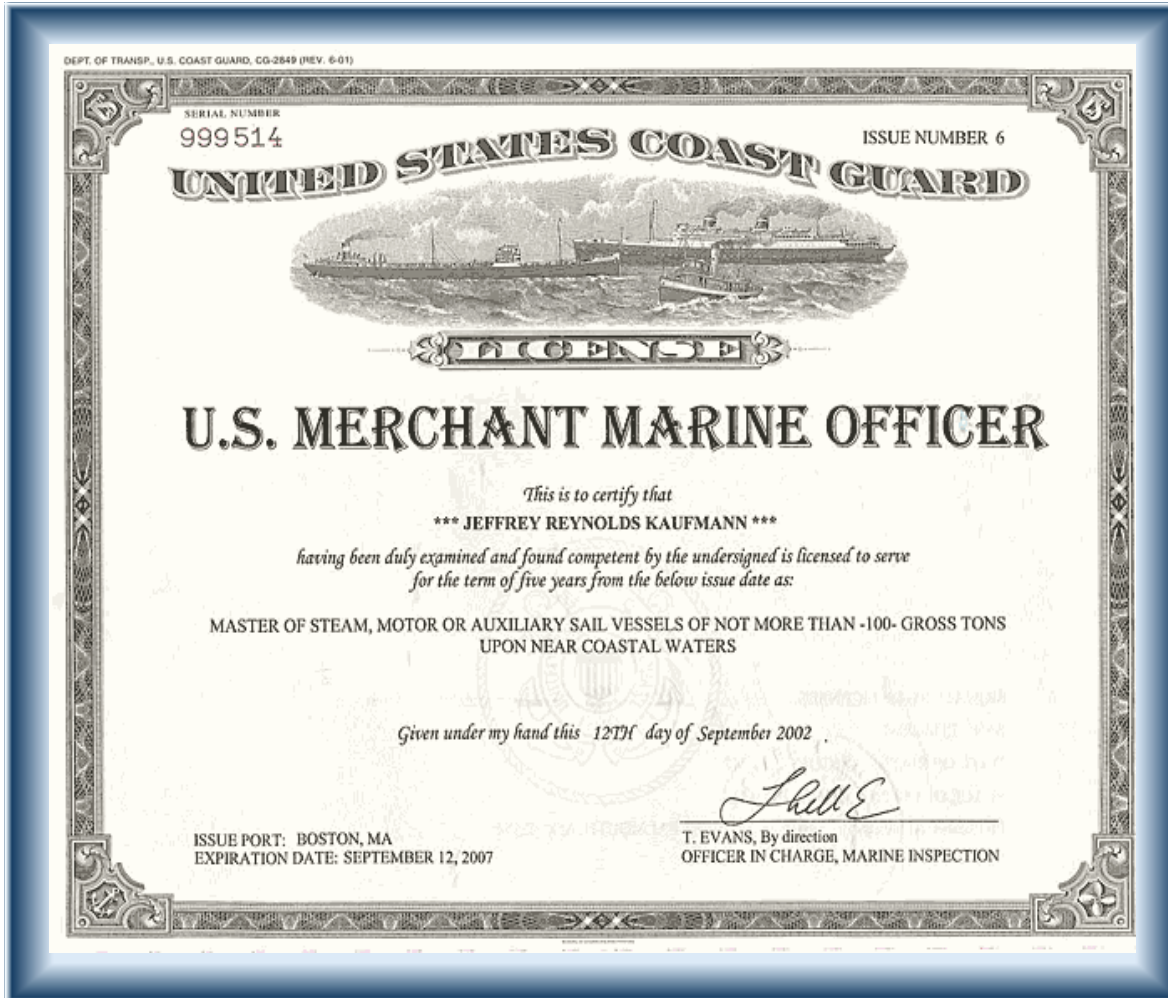 DEPT. OF TRANSP., U.S. COAST GUARD, CG-2849 (REV. 6-01)
SERIAL NUMBER
999514
ISSUE NUMBER 6
UNITED STATES COAST GUARD
LICENSE
U.S. MERCHANT MARINE OFFICER
This is to certify that
*** JEFFREY REYNOLDS KAUFMANN ***
having been duly examined and found competent by the undersigned is licensed to serve
for the term of five years from the below issue date as:
MASTER OF STEAM, MOTOR OR AUXILIARY SAIL VESSELS OF NOT MORE THAN -100- GROSS TONS
UPON NEAR COASTAL WATERS
Given under my hand this 12TH day of September 2002 ,
ISSUE PORT: BOSTON, MA
EXPIRATION DATE: SEPTEMBER 12, 2007
T. EVANS, By direction
OFFICER IN CHARGE, MARINE INSPECTION